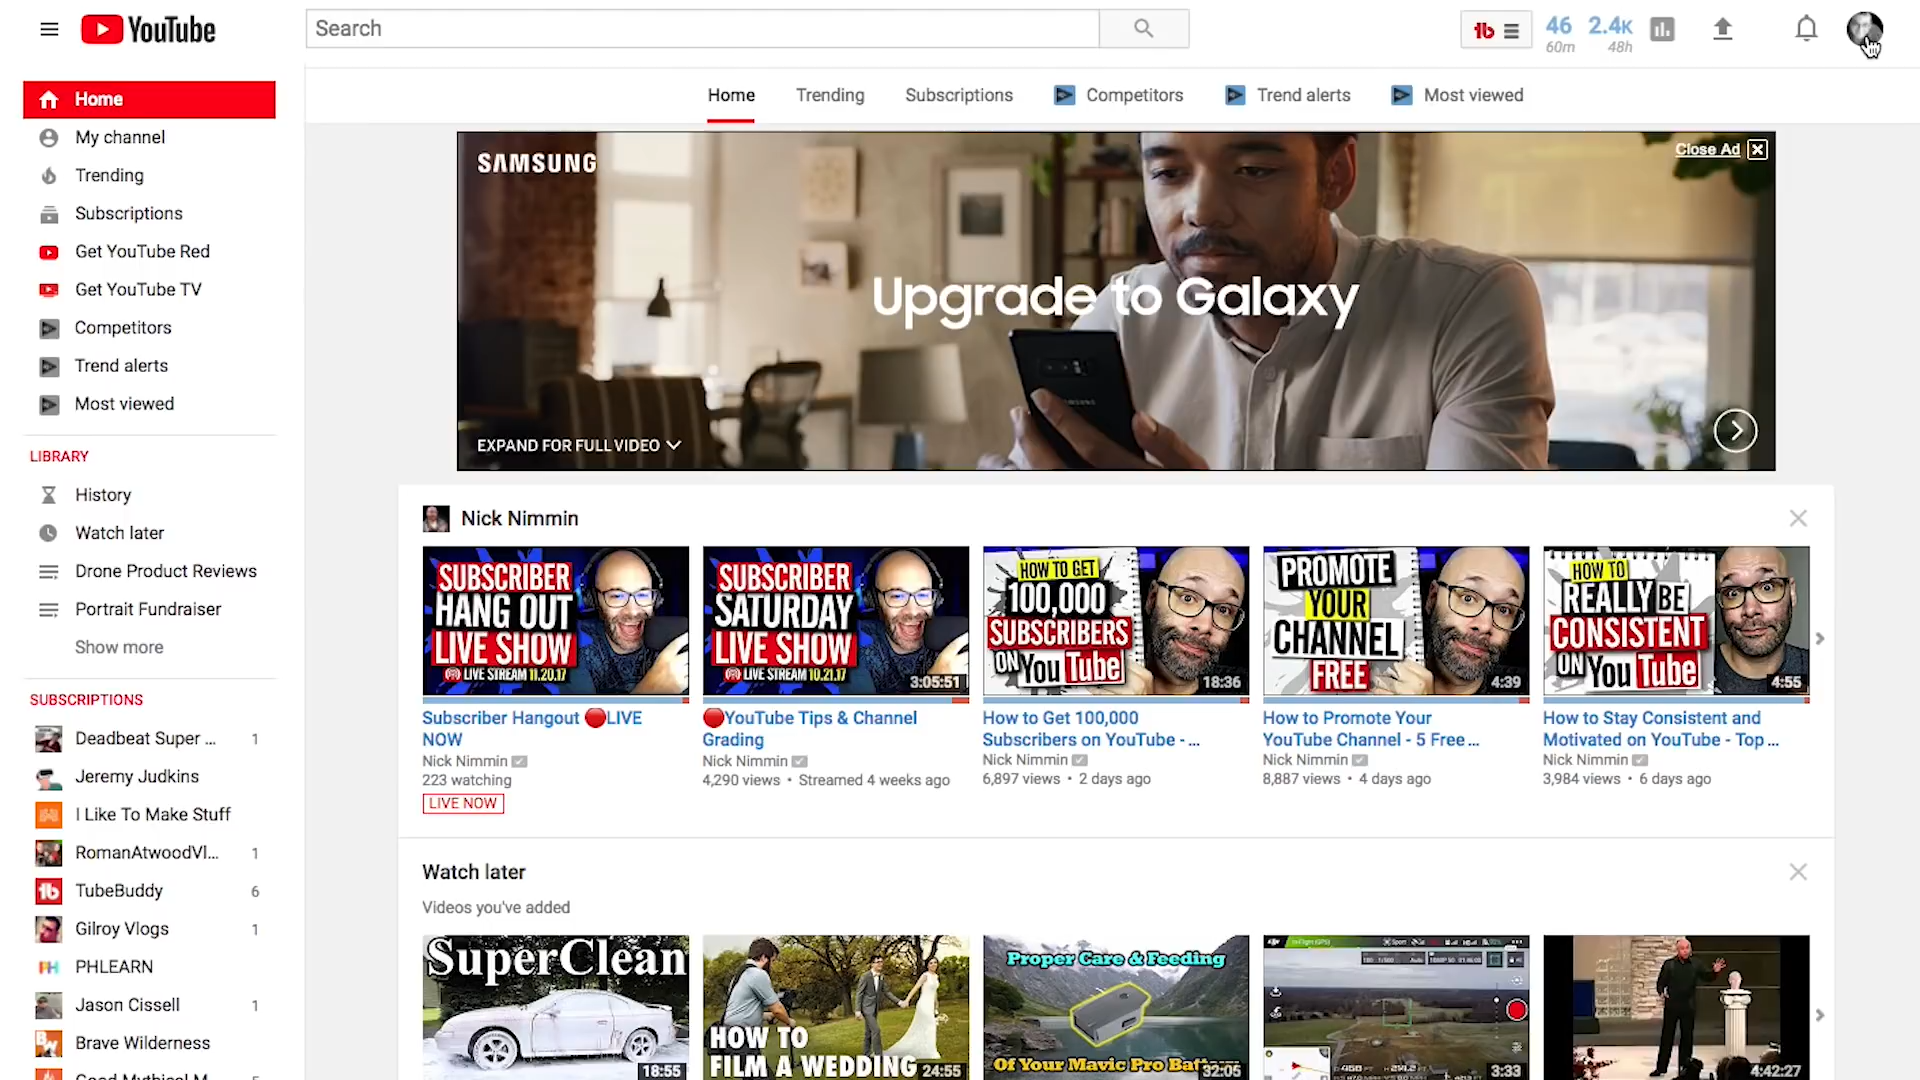 YouTube
Search
46
60m
2.4K
48h
Home
My channel
Trending
Subscriptions
Get YouTube Red
Get YouTube TV
Competitors
Trend alerts
Most viewed
LIBRARY
History
Watch later
Drone Product Reviews
Portrait Fundraiser
Show more
SUBSCRIPTIONS
Deadbeat Super ... 1
Jeremy Judkins
I Like To Make Stuff
RomanAtwoodVl... 1
TubeBuddy 6
Gilroy Vlogs 1
PHLEARN
Jason Cissell 1
Brave Wilderness
Home Trending Subscriptions Competitors Trend alerts Most viewed
SAMSUNG
Close Ad
Upgrade to Galaxy
SAMSUNG
EXPAND FOR FULL VIDEO
Nick Nimmin
SUBSCRIBER
HANG OUT
LIVE SHOW
LIVE STREAM 11.20.17
Subscriber Hangout 🔴LIVE
NOW
Nick Nimmin
223 watching
LIVE NOW
SUBSCRIBER
SATURDAY
LIVE SHOW
LIVE STREAM 10.21.17
3:05:51
🔴YouTube Tips & Channel
Grading
Nick Nimmin
4,290 views • Streamed 4 weeks ago
HOW TO GET
100,000
SUBSCRIBERS
ON YouTube
18:36
How to Get 100,000
Subscribers on YouTube - ...
Nick Nimmin
6,897 views • 2 days ago
PROMOTE
YOUR
CHANNEL
FREE
4:39
How to Promote Your
YouTube Channel - 5 Free ...
Nick Nimmin
8,887 views • 4 days ago
HOW TO
REALLY BE
CONSISTENT
ON YouTube
4:55
How to Stay Consistent and
Motivated on YouTube - Top ...
Nick Nimmin
3,984 views • 6 days ago
Watch later
Videos you've added
SuperClean
18:55
HOW TO
FILM A WEDDING
24:55
Proper Care & Feeding
Of Your Mavic Pro
32:05
3:33
4:42:27